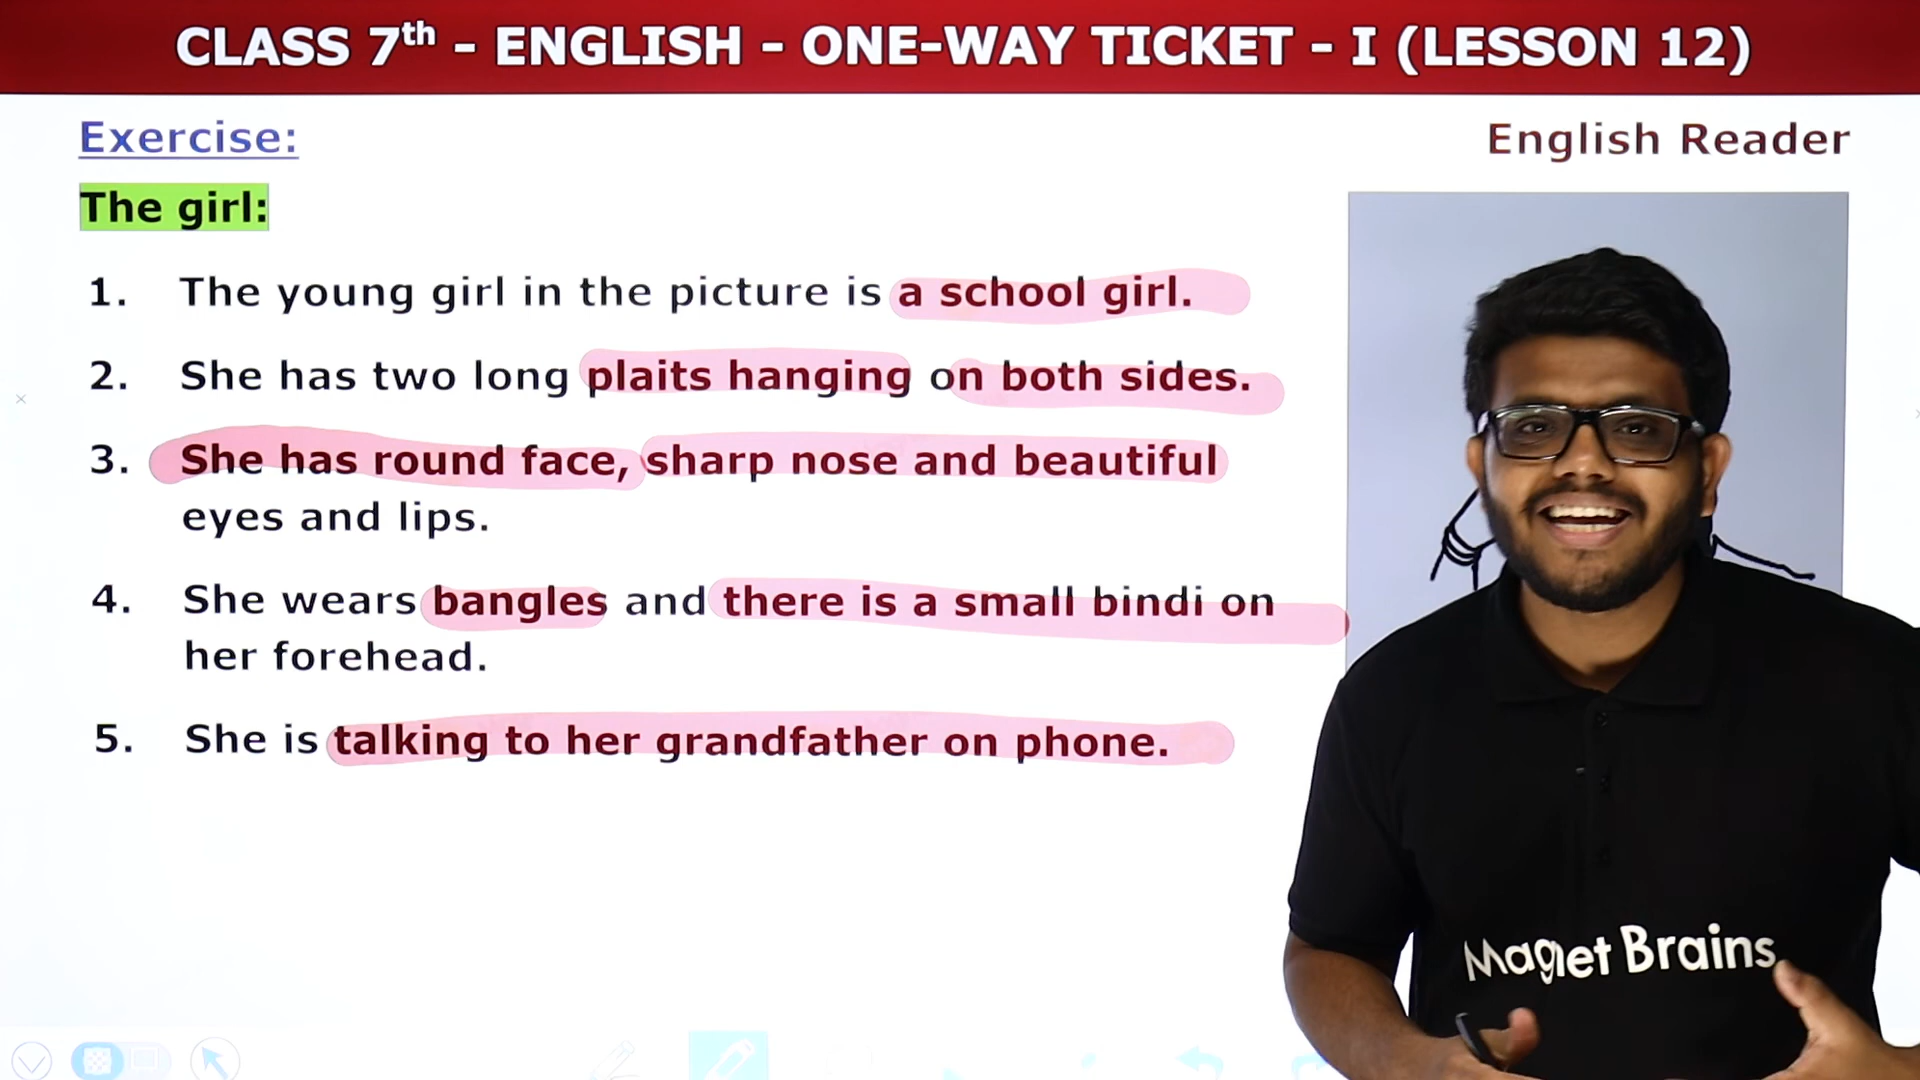 CLASS 7th - ENGLISH - ONE-WAY TICKET - I (LESSON 12)
Exercise:
English Reader
The girl:
1. The young girl in the picture is a school girl.
2. She has two long plaits hanging on both sides.
3. She has round face, sharp nose and beautiful
eyes and lips.
4. She wears bangles and there is a small bindi on
her forehead.
5. She is talking to her grandfather on phone.
Magnet Brains